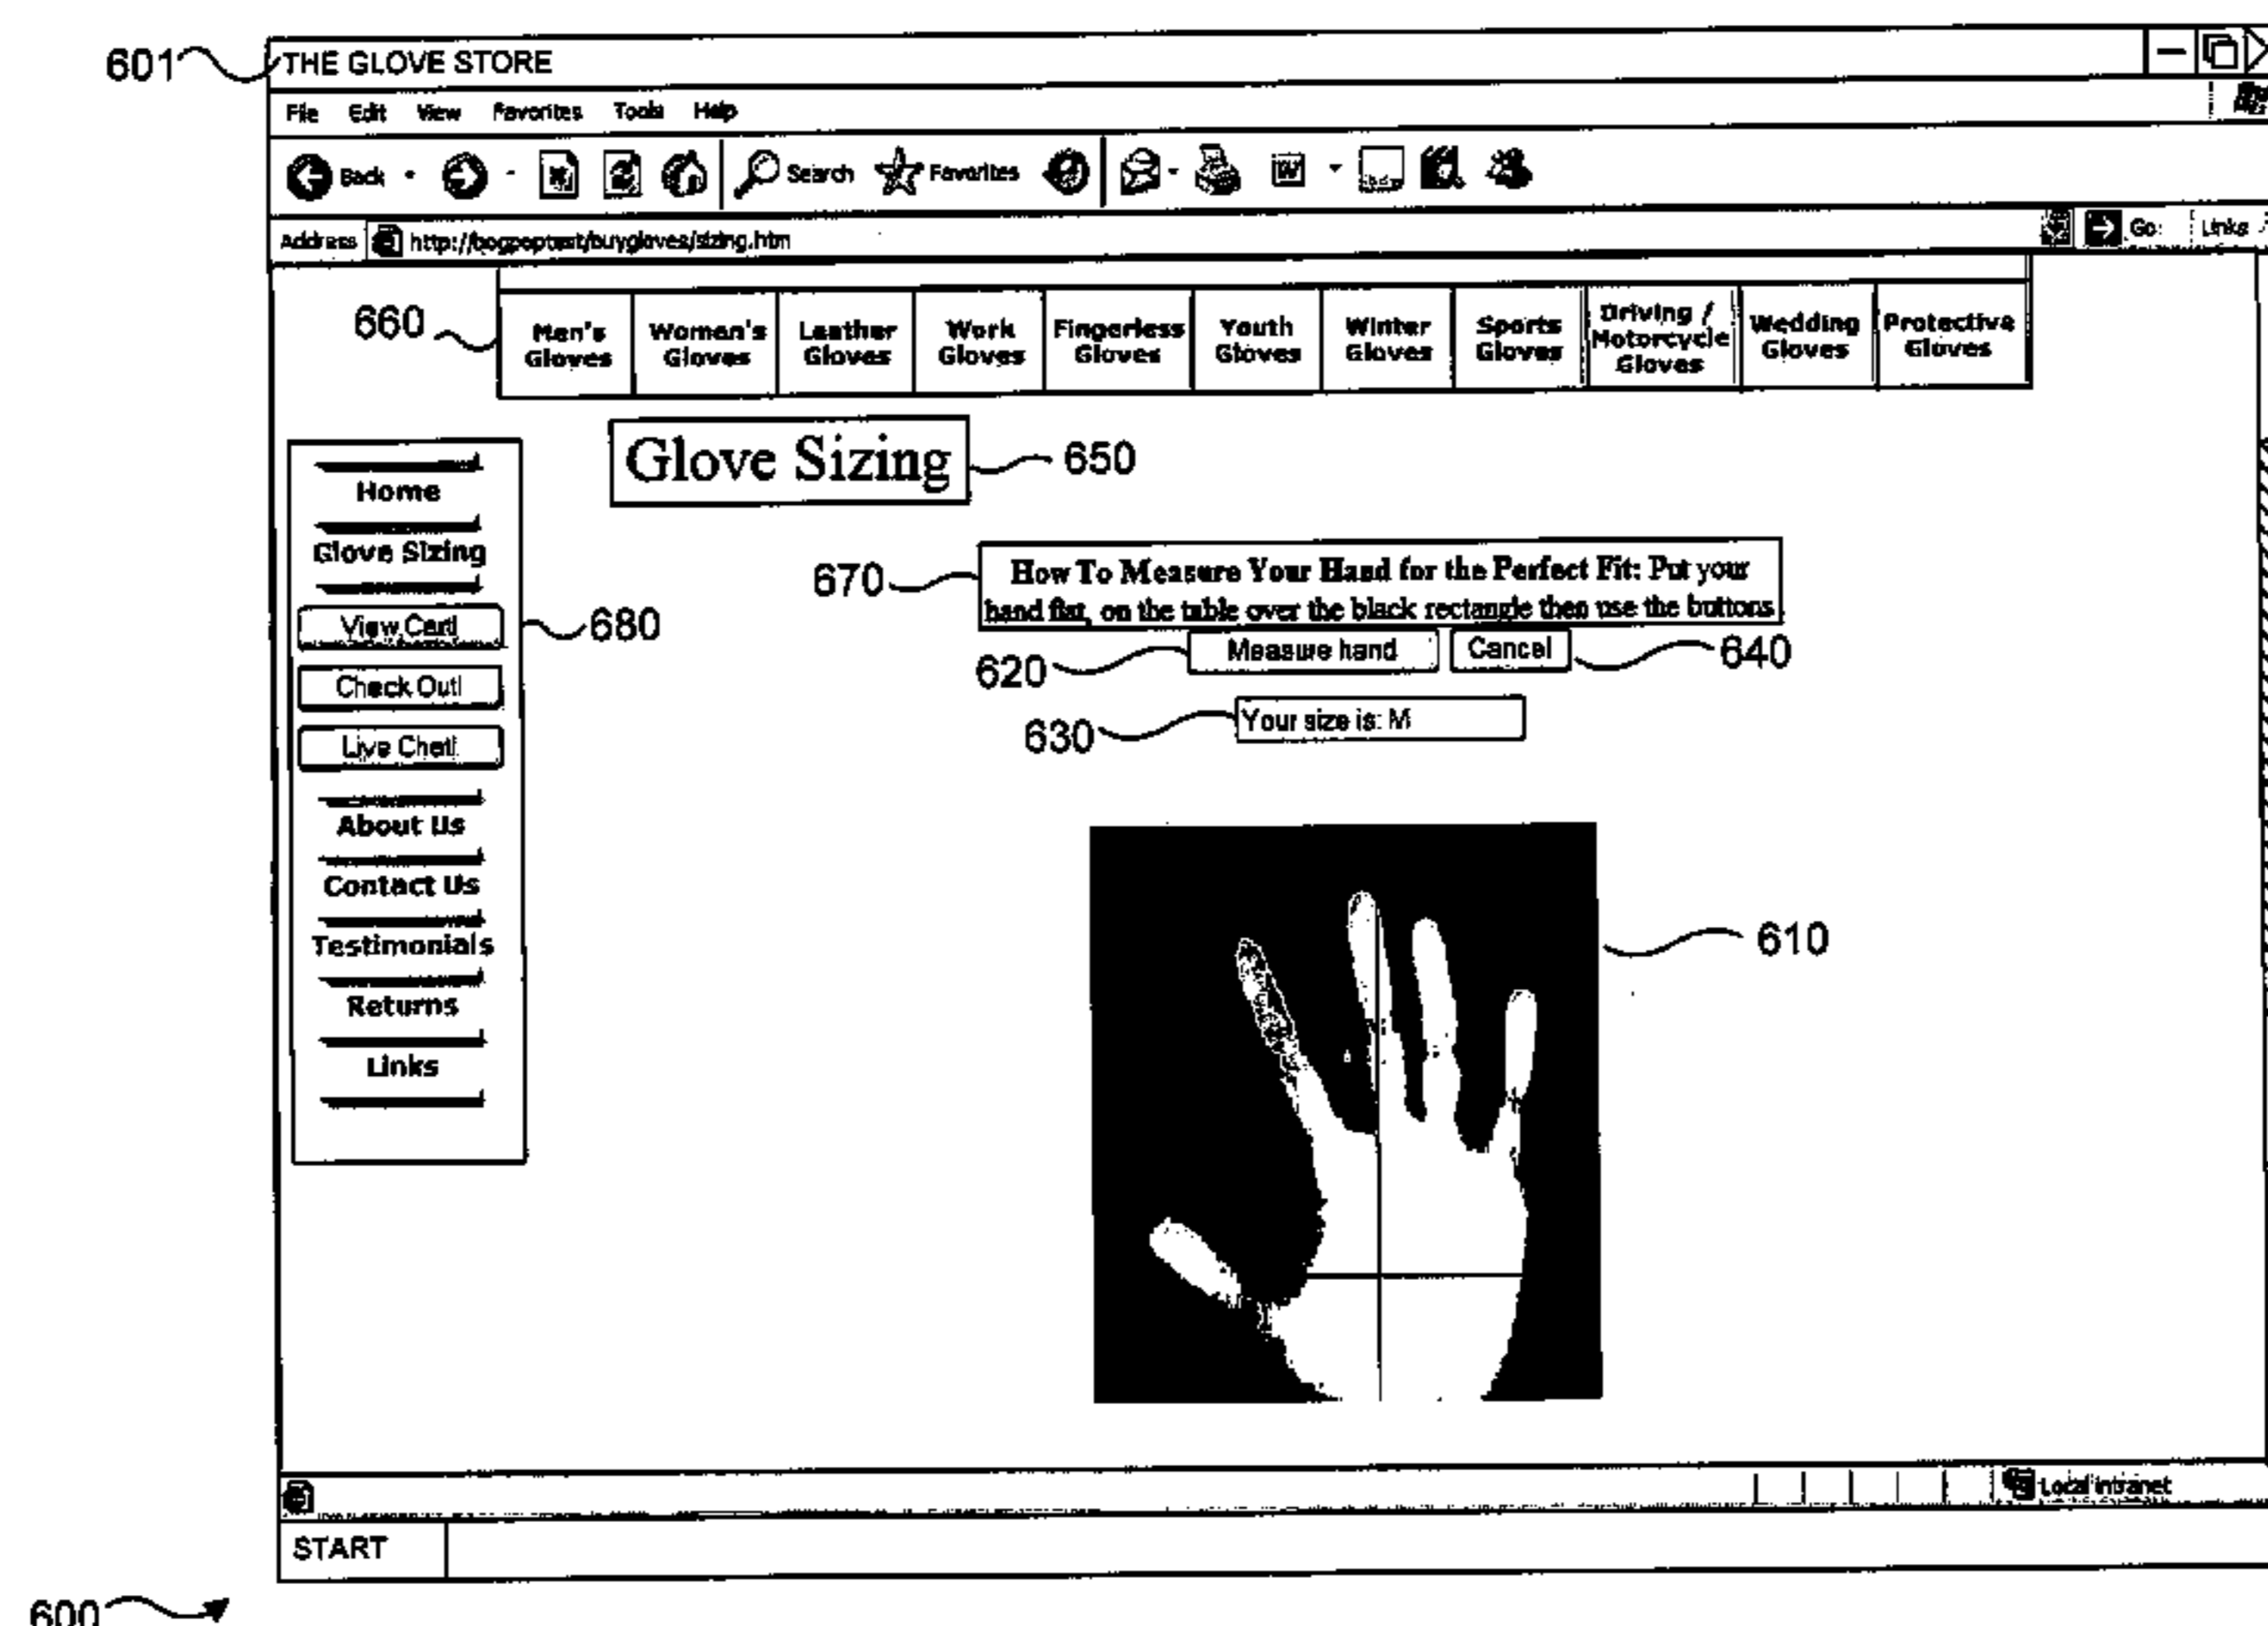 601
THE GLOVE STORE
File Edit View Favorites Tools Help
Back Search Favorites W
Address Go Links
660
Men's Gloves
Women's Gloves
Leather Gloves
Work Gloves
Fingerless Gloves
Youth Gloves
Winter Gloves
Sports Gloves
Driving / Motorcycle Gloves
Wedding Gloves
Protective Gloves
Glove Sizing
650
Home
Glove Sizing
View Cart!
Check Out!
Live Chat!
About Us
Contact Us
Testimonials
Returns
Links
680
670
How To Measure Your Hand for the Perfect Fit: Put your
hand flat, on the table over the black rectangle then use the buttons
620
Measure hand
Cancel
640
630
Your size is: M
610
Local intranet
START
600